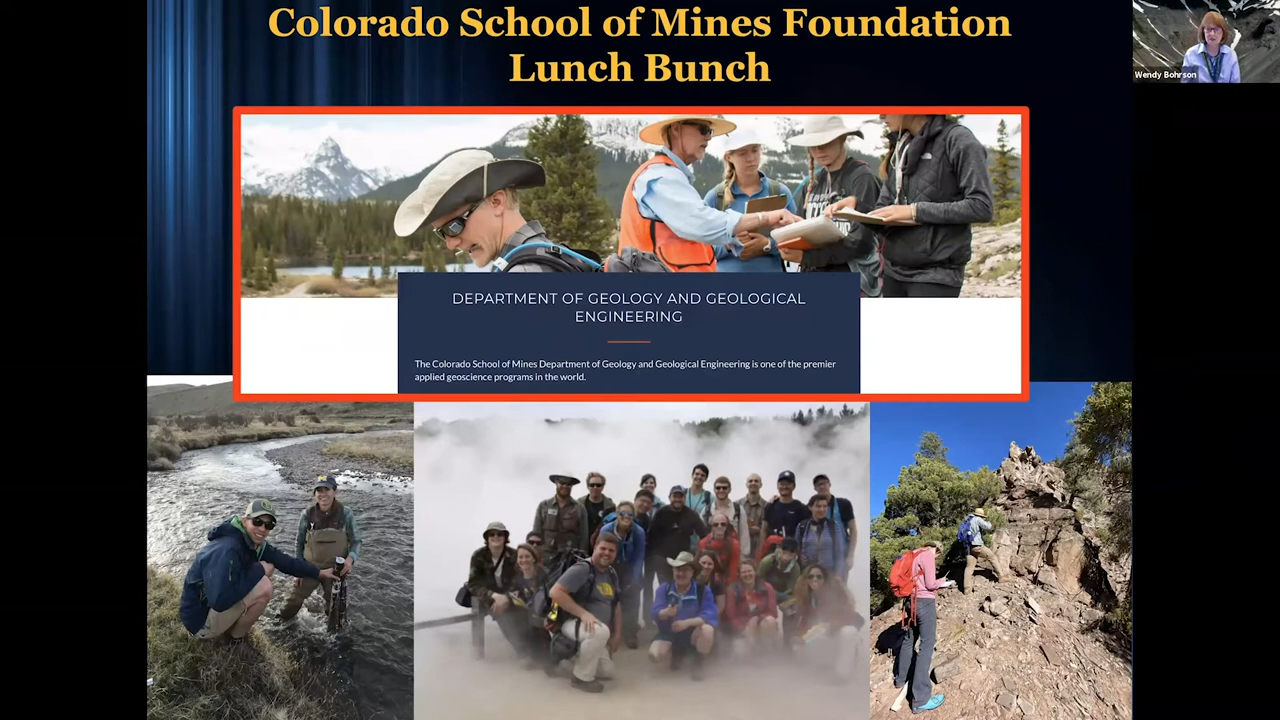 Colorado School of Mines Foundation
Lunch Bunch
Wendy Bohrson
DEPARTMENT OF GEOLOGY AND GEOLOGICAL
ENGINEERING
The Colorado School of Mines Department of Geology and Geological Engineering is one of the premier
applied geoscience programs in the world.